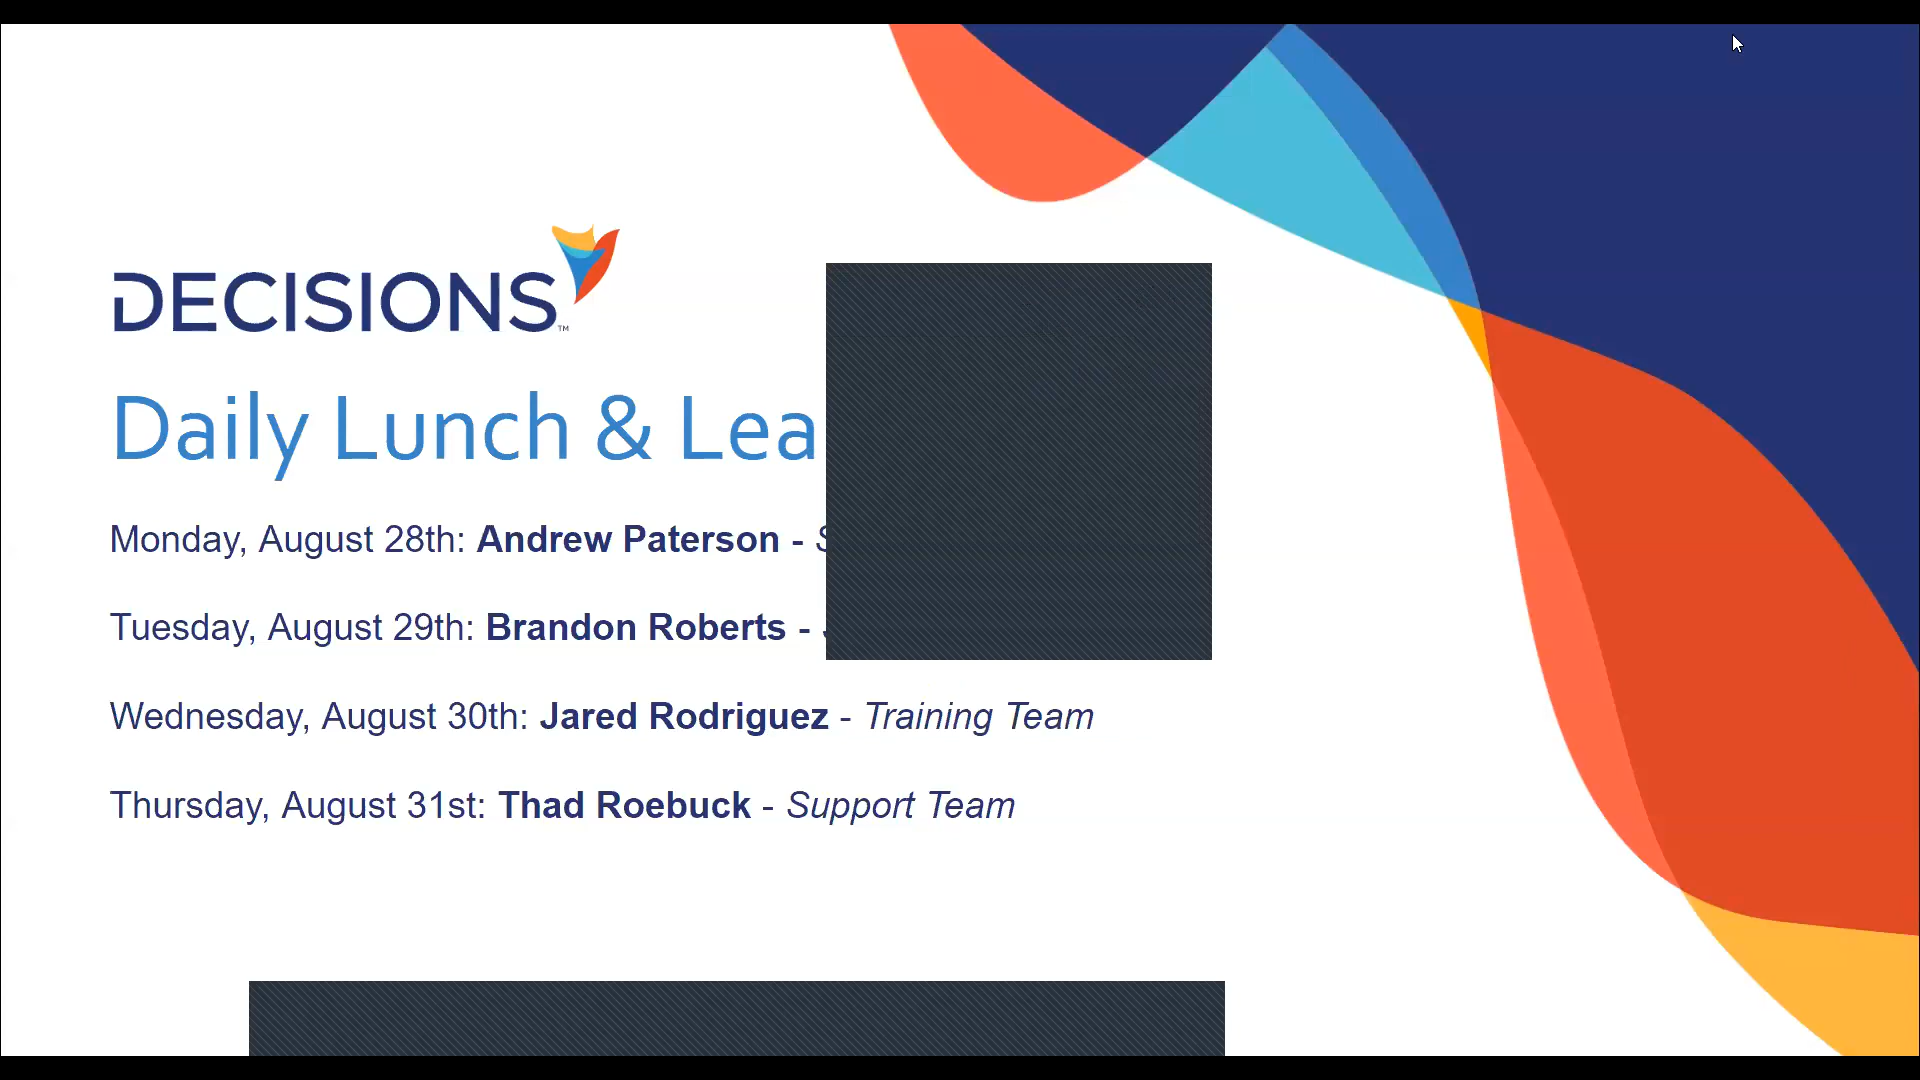 DECISIONS™
Daily Lunch & Lea
Monday, August 28th: Andrew Paterson -
Tuesday, August 29th: Brandon Roberts -
Wednesday, August 30th: Jared Rodriguez - Training Team
Thursday, August 31st: Thad Roebuck - Support Team